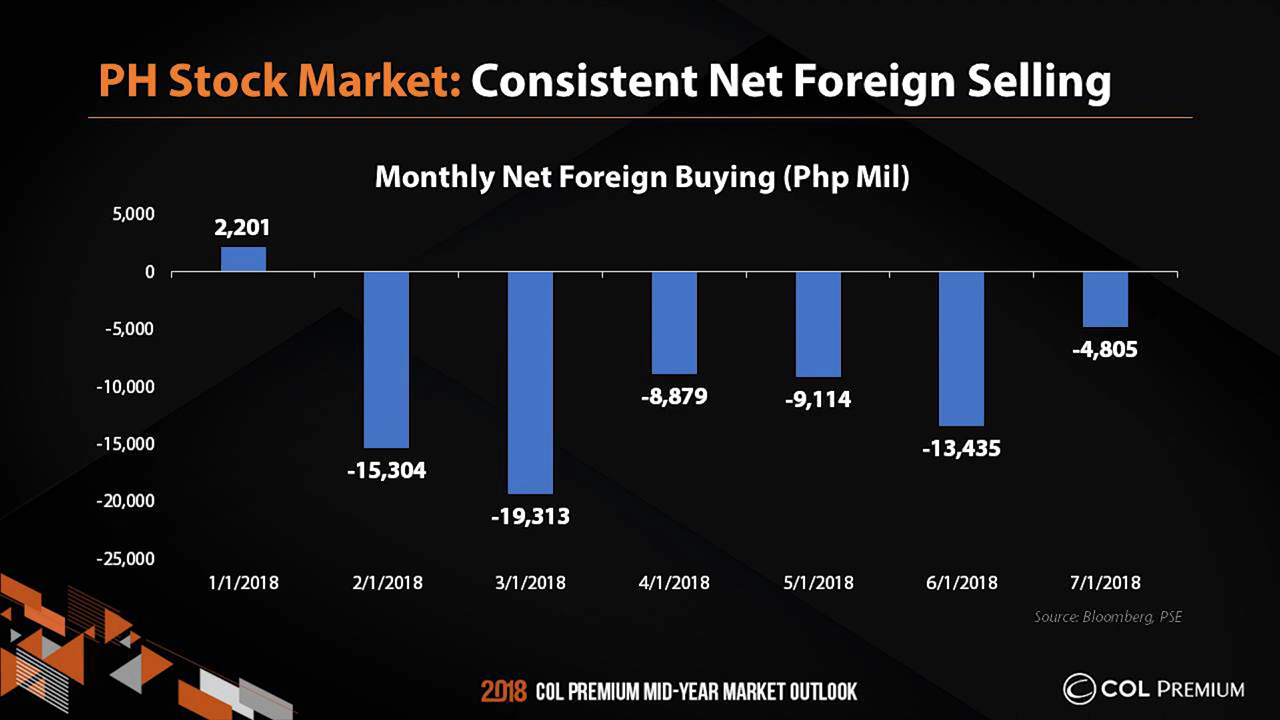 PH Stock Market: Consistent Net Foreign Selling
Monthly Net Foreign Buying (Php Mil)
5,000
0
-5,000
-10,000
-15,000
-20,000
-25,000
2,201
-15,304
-19,313
-8,879
-9,114
-13,435
-4,805
1/1/2018 2/1/2018 3/1/2018 4/1/2018 5/1/2018 6/1/2018 7/1/2018
Source: Bloomberg, PSE
2018 COL PREMIUM MID-YEAR MARKET OUTLOOK
COL PREMIUM